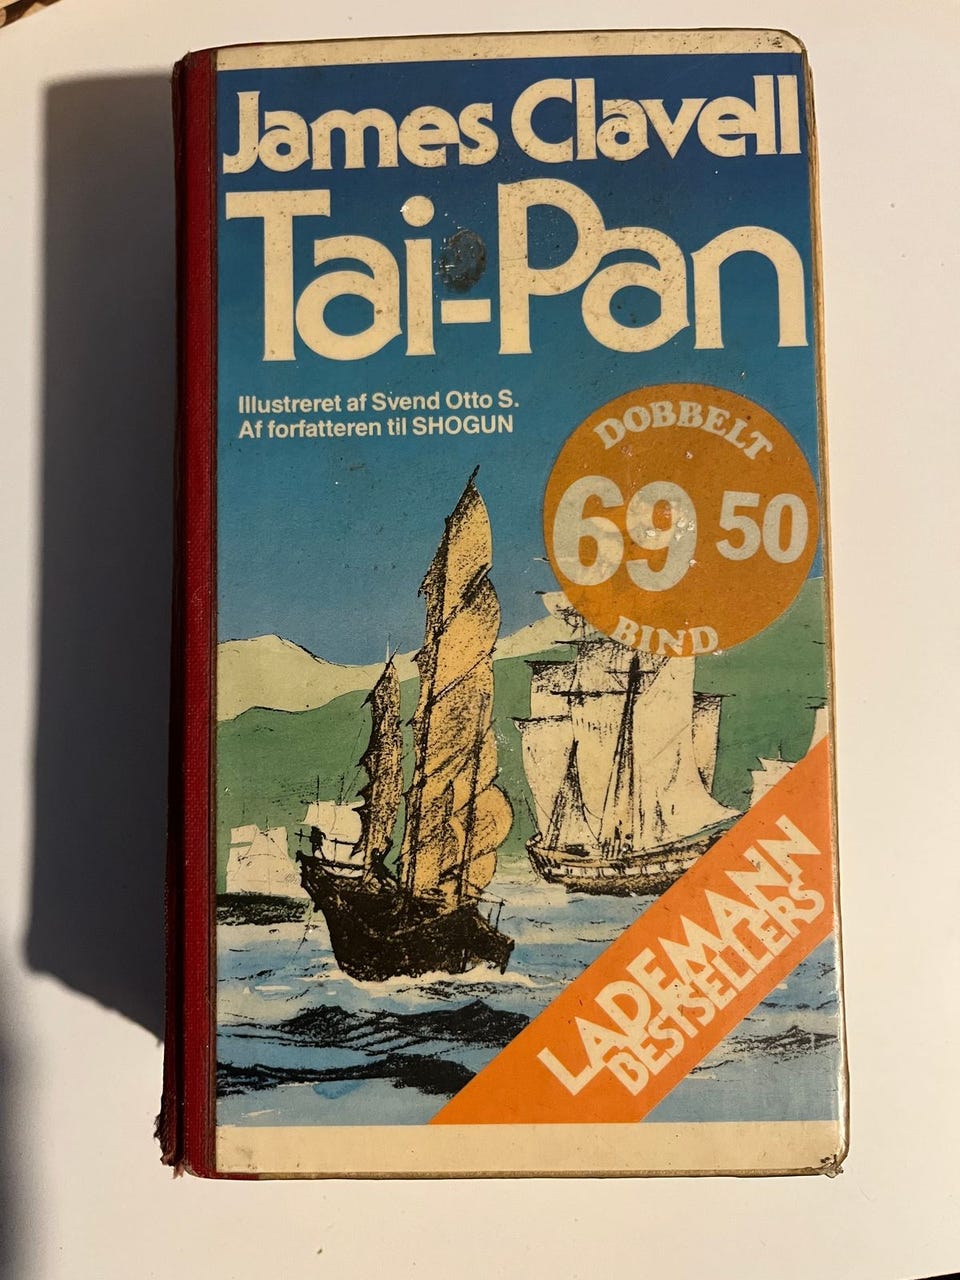 James Clavell
Tai-Pan
Illustreret af Svend Otto S.
Af forfatteren til SHOGUN
DOBBELT
69 50
BIND
LADEMANN
BESTSELLERS